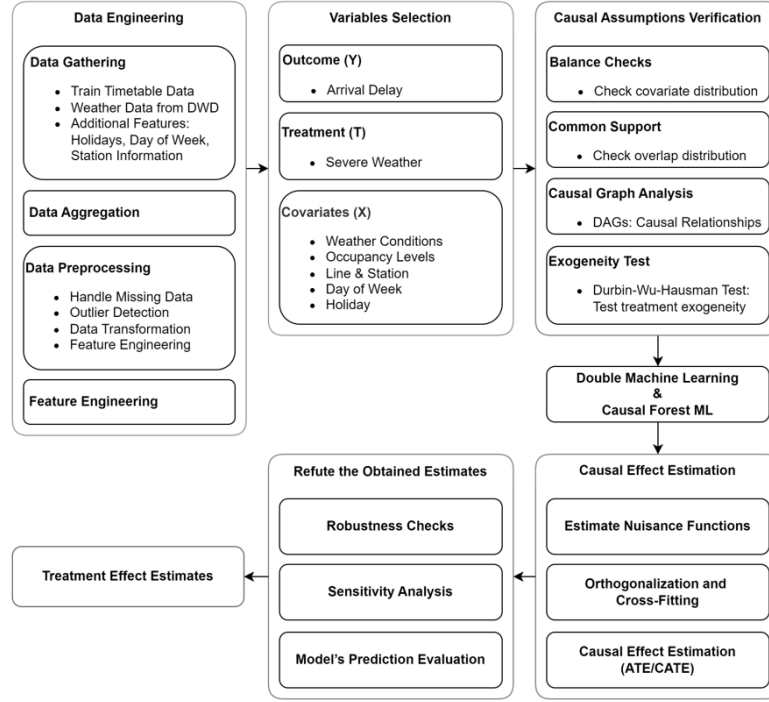 Data Engineering
Data Gathering
• Train Timetable Data
• Weather Data from DWD
• Additional Features:
Holidays, Day of Week,
Station Information
Data Aggregation
Data Preprocessing
• Handle Missing Data
• Outlier Detection
• Data Transformation
• Feature Engineering
Feature Engineering
Variables Selection
Outcome (Y)
• Arrival Delay
Treatment (T)
• Severe Weather
Covariates (X)
• Weather Conditions
• Occupancy Levels
• Line & Station
• Day of Week
• Holiday
Causal Assumptions Verification
Balance Checks
• Check covariate distribution
Common Support
• Check overlap distribution
Causal Graph Analysis
• DAGs: Causal Relationships
Exogeneity Test
• Durbin-Wu-Hausman Test:
Test treatment exogeneity
Double Machine Learning
&
Causal Forest ML
Causal Effect Estimation
Estimate Nuisance Functions
Orthogonalization and
Cross-Fitting
Causal Effect Estimation
(ATE/CATE)
Refute the Obtained Estimates
Robustness Checks
Sensitivity Analysis
Model's Prediction Evaluation
Treatment Effect Estimates